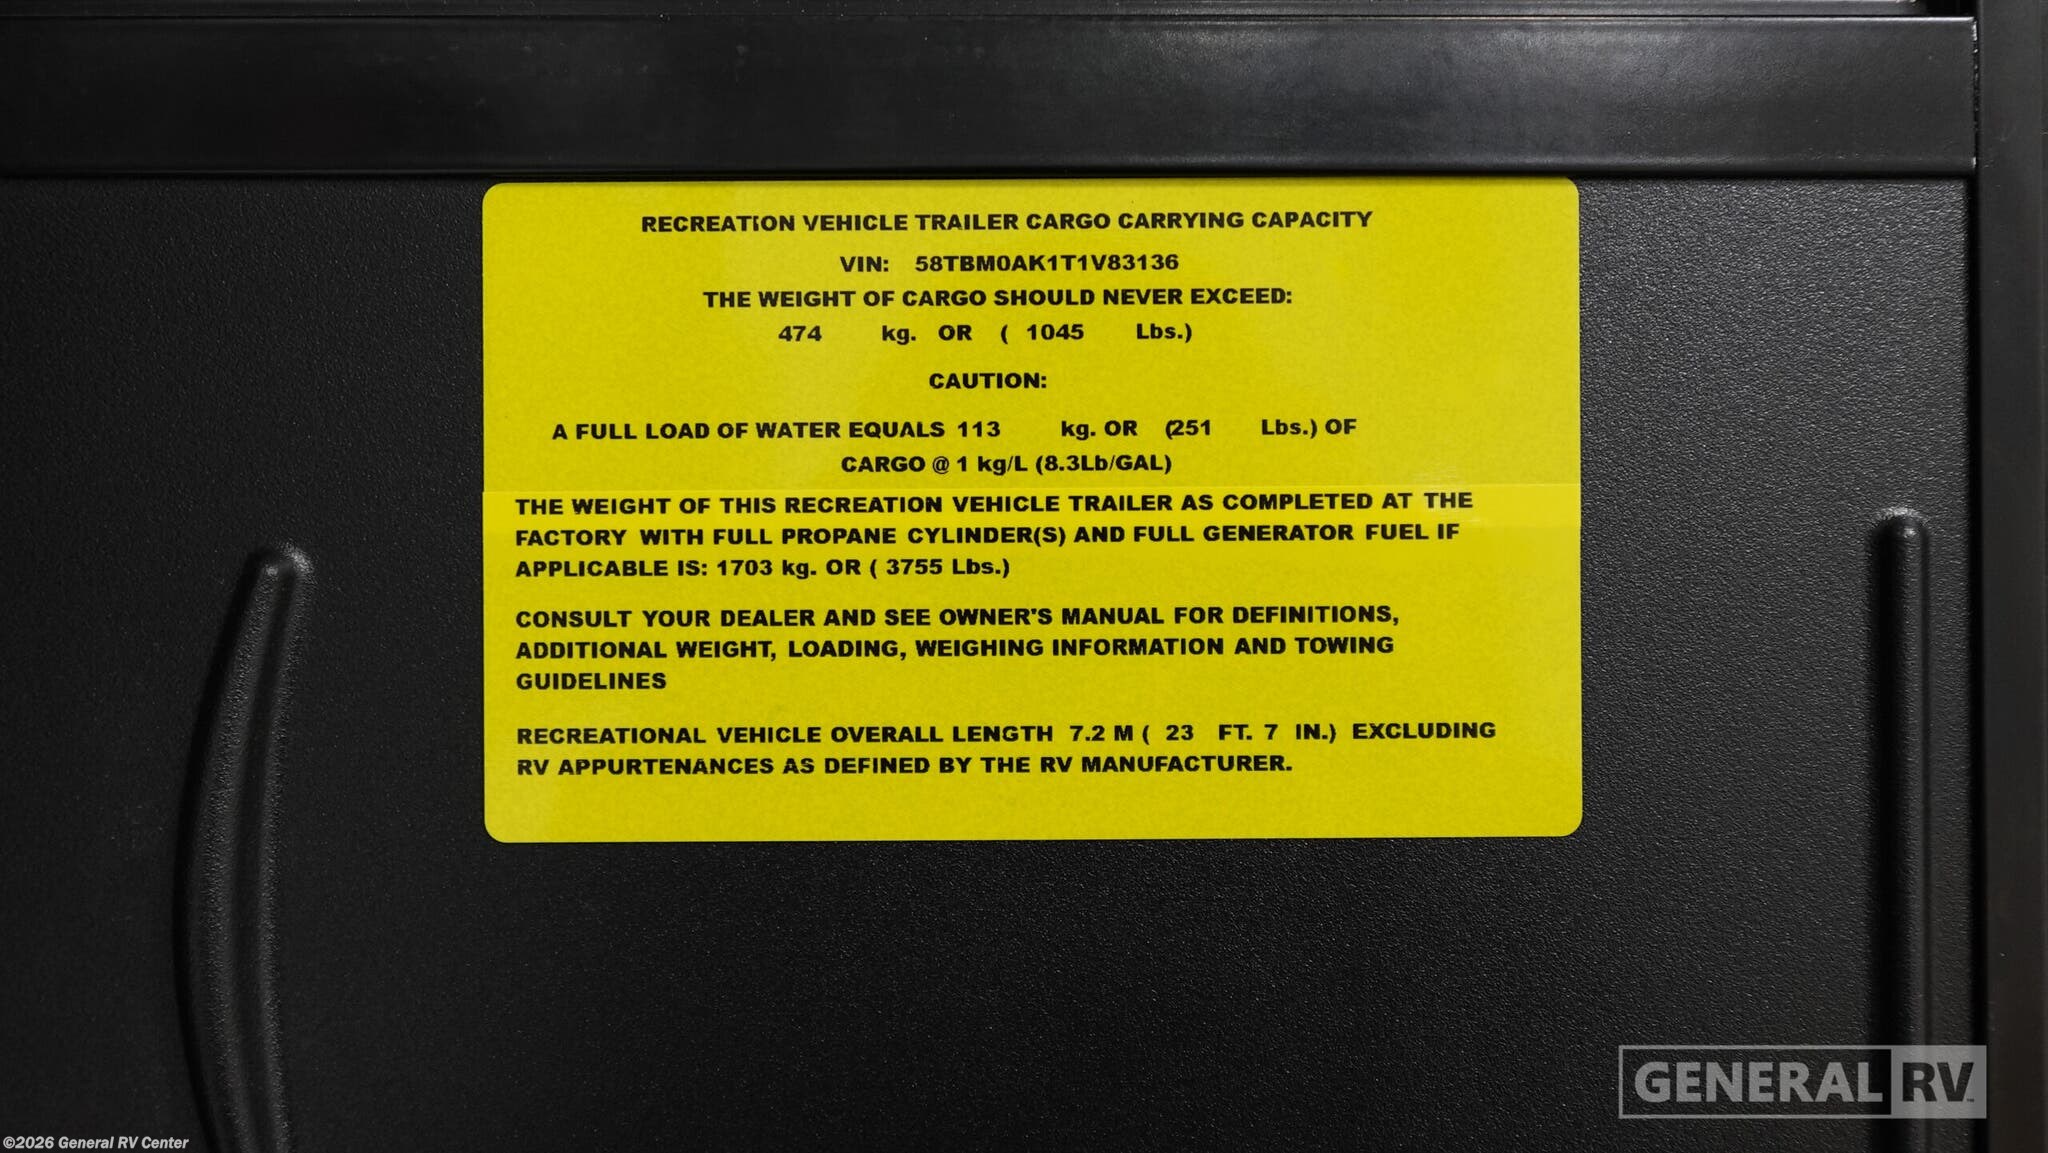 RECREATION VEHICLE TRAILER CARGO CARRYING CAPACITY
VIN: 58TBM0AK1T1V83136
THE WEIGHT OF CARGO SHOULD NEVER EXCEED:
474 kg. OR ( 1045 Lbs.)
CAUTION:
A FULL LOAD OF WATER EQUALS 113 kg. OR (251 Lbs.) OF
CARGO @ 1 kg/L (8.3Lb/GAL)
THE WEIGHT OF THIS RECREATION VEHICLE TRAILER AS COMPLETED AT THE
FACTORY WITH FULL PROPANE CYLINDER(S) AND FULL GENERATOR FUEL IF
APPLICABLE IS: 1703 kg. OR ( 3755 Lbs.)
CONSULT YOUR DEALER AND SEE OWNER'S MANUAL FOR DEFINITIONS,
ADDITIONAL WEIGHT, LOADING, WEIGHING INFORMATION AND TOWING
GUIDELINES
RECREATIONAL VEHICLE OVERALL LENGTH 7.2 M ( 23 FT. 7 IN.) EXCLUDING
RV APPURTENANCES AS DEFINED BY THE RV MANUFACTURER.
GENERAL RV
©2026 General RV Center